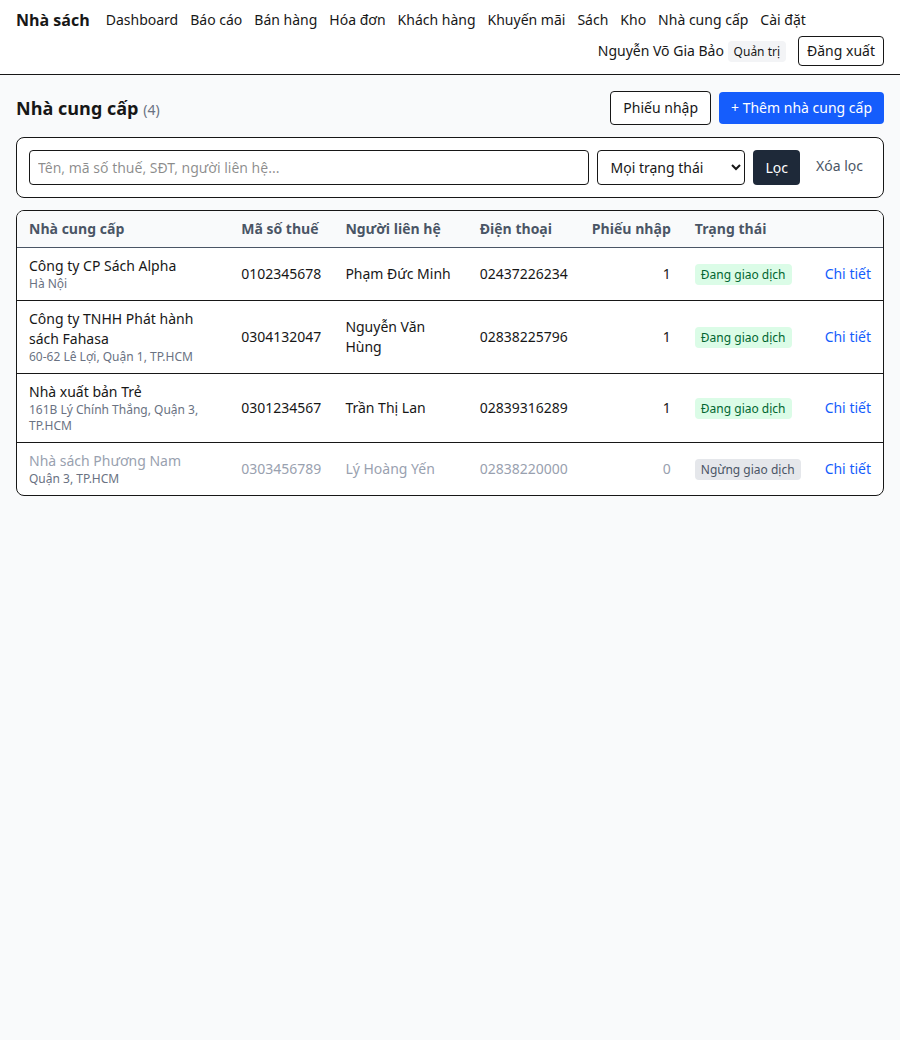 Nhà sách Dashboard Báo cáo Bán hàng Hóa đơn Khách hàng Khuyến mãi Sách Kho Nhà cung cấp Cài đặt
Nguyễn Võ Gia Bảo Quản trị Đăng xuất
Nhà cung cấp (4) Phiếu nhập + Thêm nhà cung cấp
Tên, mã số thuế, SĐT, người liên hệ... Mọi trạng thái Lọc Xóa lọc
Nhà cung cấp Mã số thuế Người liên hệ Điện thoại Phiếu nhập Trạng thái
Công ty CP Sách Alpha
Hà Nội
0102345678 Phạm Đức Minh 02437226234 1 Đang giao dịch Chi tiết
Công ty TNHH Phát hành
sách Fahasa
60-62 Lê Lợi, Quận 1, TP.HCM
0304132047 Nguyễn Văn
Hùng
02838225796 1 Đang giao dịch Chi tiết
Nhà xuất bản Trẻ
161B Lý Chính Thắng, Quận 3,
TP.HCM
0301234567 Trần Thị Lan 02839316289 1 Đang giao dịch Chi tiết
Nhà sách Phương Nam
Quận 3, TP.HCM
0303456789 Lý Hoàng Yến 02838220000 0 Ngừng giao dịch Chi tiết